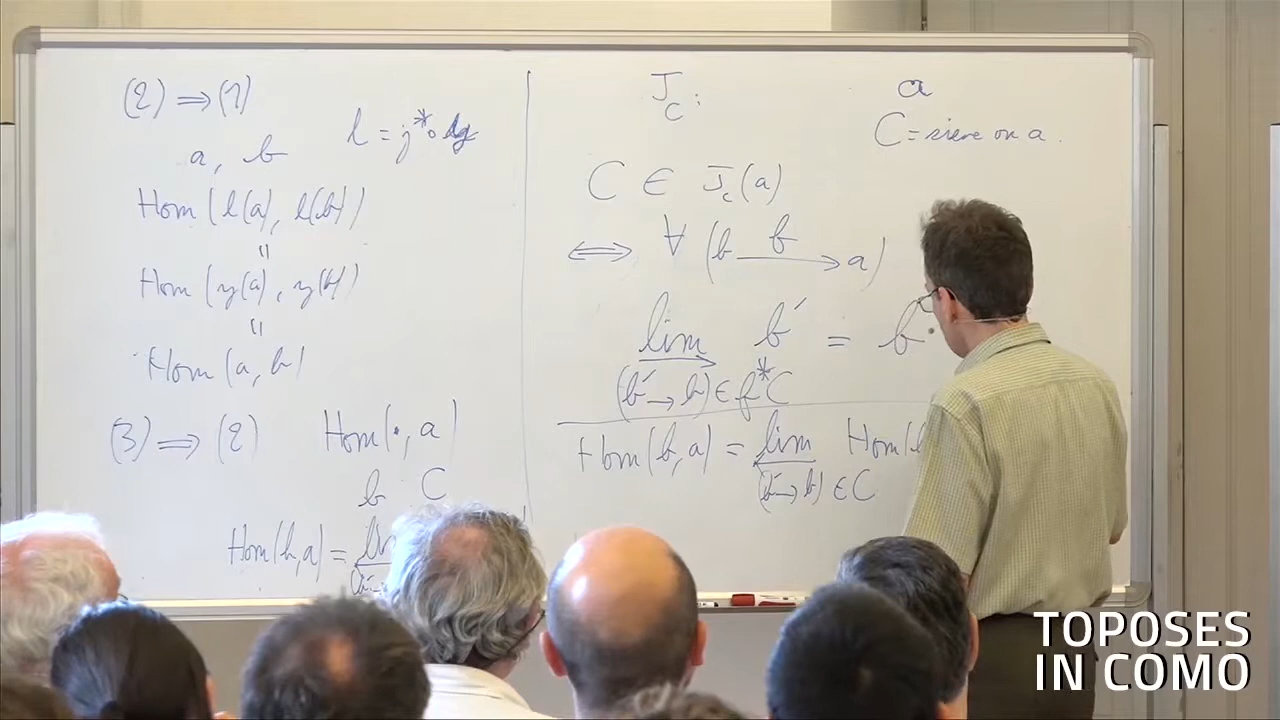 (2) ⟹ (1)
a, b
l = j* o
Hom (l(a), l(b))
=
Hom (y(a), y(b))
=
Hom (a, b)
(3) ⟹ (2) Hom(·, a)
b C
Hom(b,a) = lim
J_C : a
C = sieve on a.
C ∈ J_C(a)
⟺ ∀ (b f→ a)
lim b' = b
(b' → b) ∈ f*C
Hom(b, a) = lim Hom(
(b' → b) ∈ C
TOPOSES
IN COMO